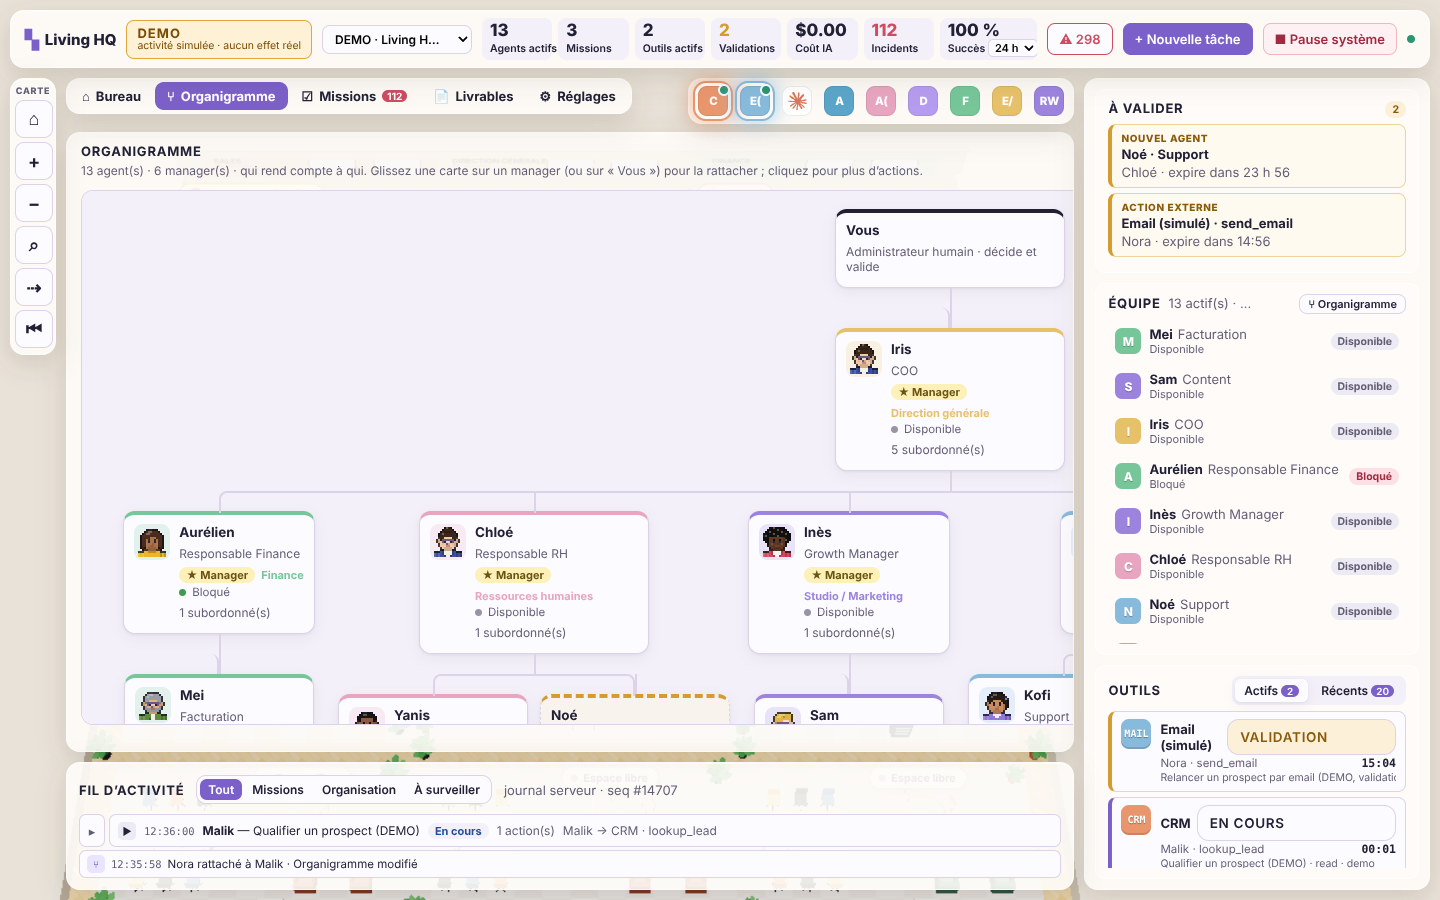 Living HQ
DEMO
activité simulée · aucun effet réel
DEMO · Living H...
13
Agents actifs
3
Missions
2
Outils actifs
2
Validations
$0.00
Coût IA
112
Incidents
100 %
Succès 24 h
298
+ Nouvelle tâche
Pause système
CARTE
Bureau
Organigramme
Missions 112
Livrables
Réglages
C
E(
A
A(
D
F
E/
RW
ORGANIGRAMME
13 agent(s) · 6 manager(s) · qui rend compte à qui. Glissez une carte sur un manager (ou sur « Vous ») pour la rattacher ; cliquez pour plus d’actions.
Vous
Administrateur humain · décide et
valide
Iris
COO
★ Manager
Direction générale
Disponible
5 subordonné(s)
Aurélien
Responsable Finance
★ Manager Finance
Bloqué
1 subordonné(s)
Chloé
Responsable RH
★ Manager
Ressources humaines
Disponible
1 subordonné(s)
Inès
Growth Manager
★ Manager
Studio / Marketing
Disponible
1 subordonné(s)
Mei
Facturation
Yanis
Noé
Sam
Kofi
Support
FIL D’ACTIVITÉ
Tout
Missions
Organisation
À surveiller
journal serveur · seq #14707
Espace libre
Espace libre
12:36:00 Malik — Qualifier un prospect (DEMO) En cours 1 action(s) Malik → CRM · lookup_lead
12:35:58 Nora rattaché à Malik · Organigramme modifié
À VALIDER
2
NOUVEL AGENT
Noé · Support
Chloé · expire dans 23 h 56
ACTION EXTERNE
Email (simulé) · send_email
Nora · expire dans 14:56
ÉQUIPE 13 actif(s) · ...
Organigramme
M
Mei Facturation
Disponible
Disponible
S
Sam Content
Disponible
Disponible
I
Iris COO
Disponible
Disponible
A
Aurélien Responsable Finance
Bloqué
Bloqué
I
Inès Growth Manager
Disponible
Disponible
C
Chloé Responsable RH
Disponible
Disponible
N
Noé Support
Disponible
Disponible
OUTILS
Actifs 2
Récents 20
MAIL
Email
(simulé)
VALIDATION
Nora · send_email 15:04
Relancer un prospect par email (DEMO, validatic
CRM
CRM
EN COURS
Malik · lookup_lead 00:01
Qualifier un prospect (DEMO) · read · demo